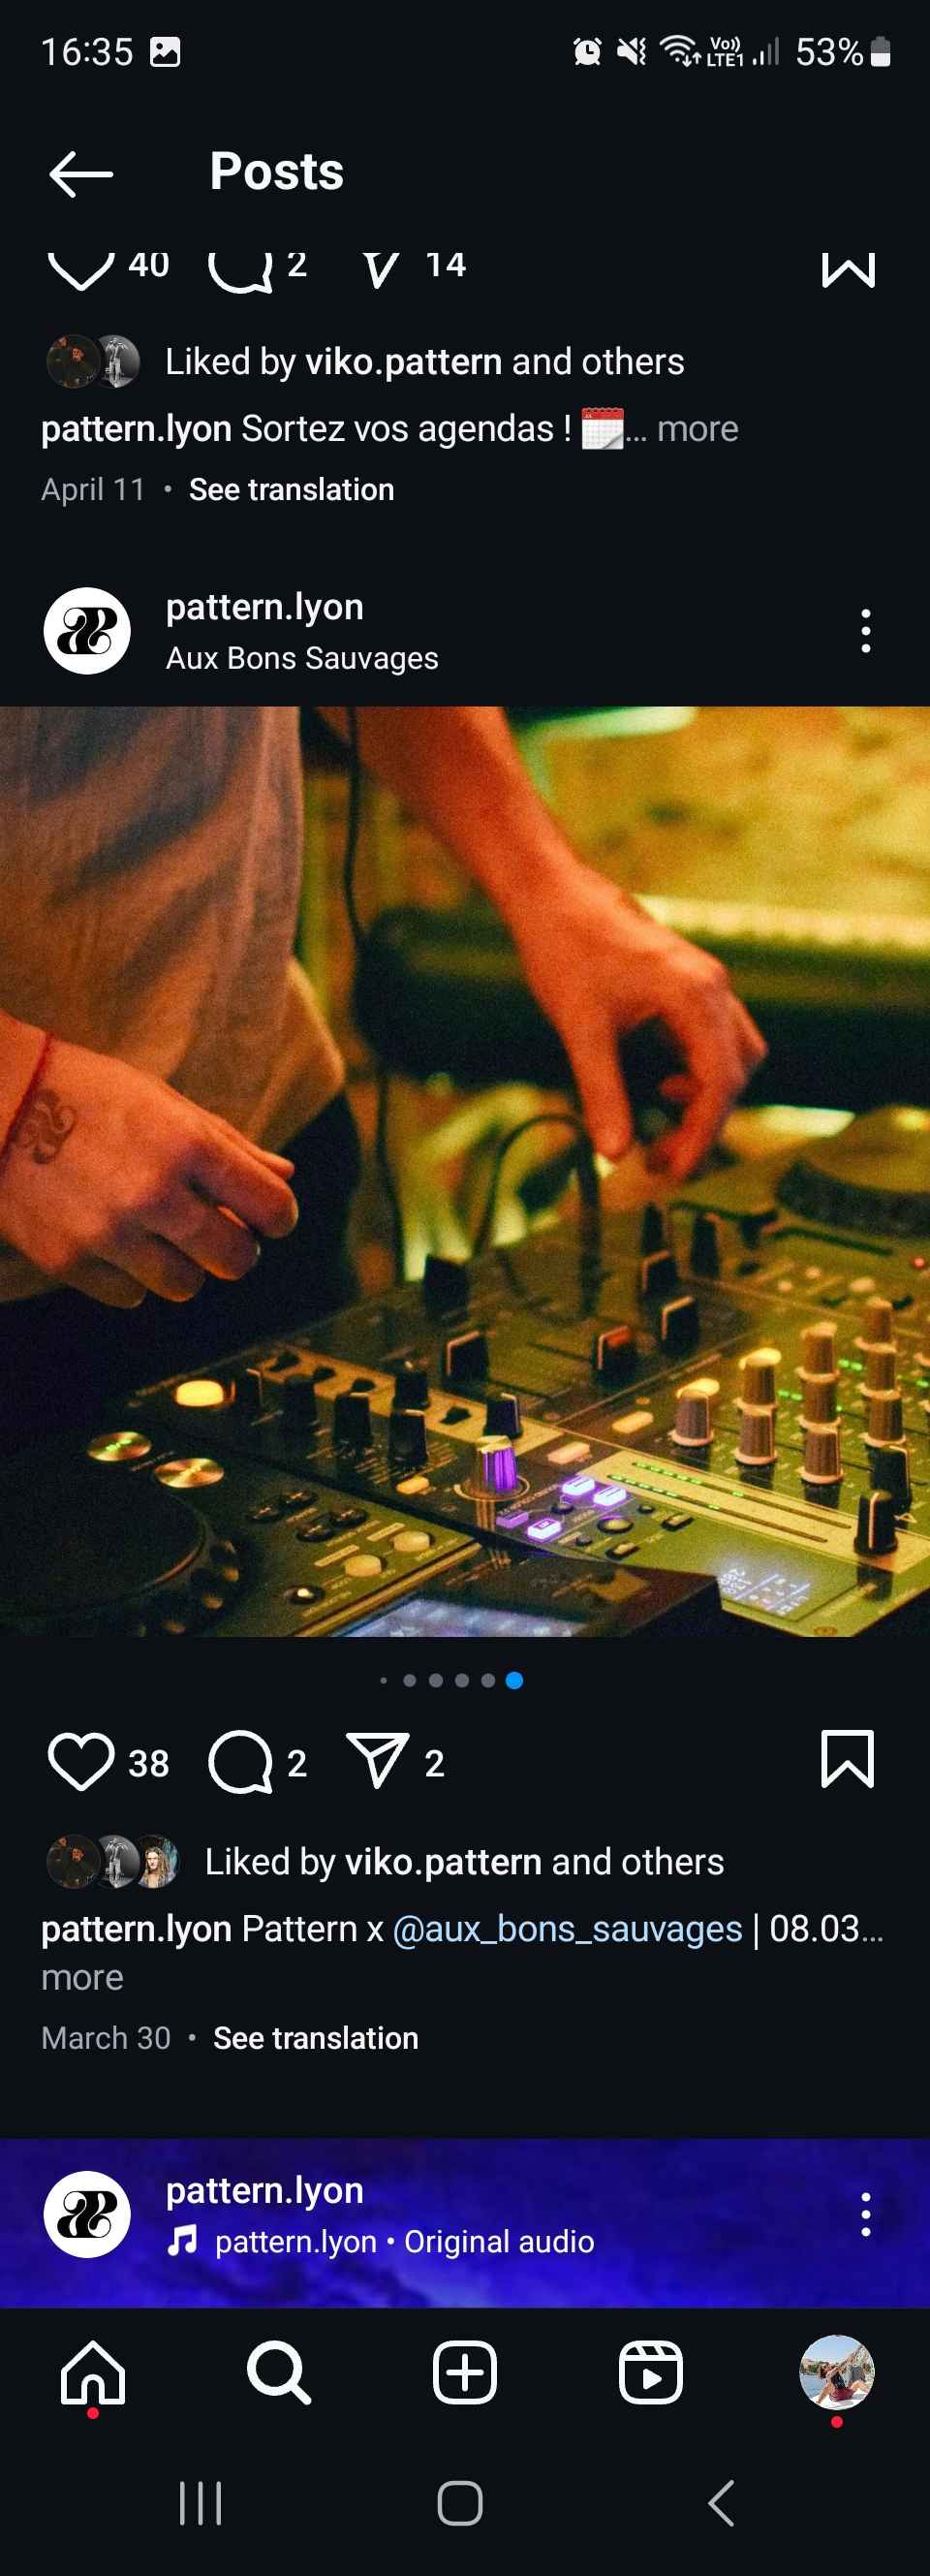 16:35
Vo))
LTE1
53%
Posts
40 2 14
Liked by viko.pattern and others
pattern.lyon Sortez vos agendas ! 📅... more
April 11 • See translation
pattern.lyon
Aux Bons Sauvages
38 2 2
Liked by viko.pattern and others
pattern.lyon Pattern x @aux_bons_sauvages | 08.03...
more
March 30 • See translation
pattern.lyon
pattern.lyon • Original audio